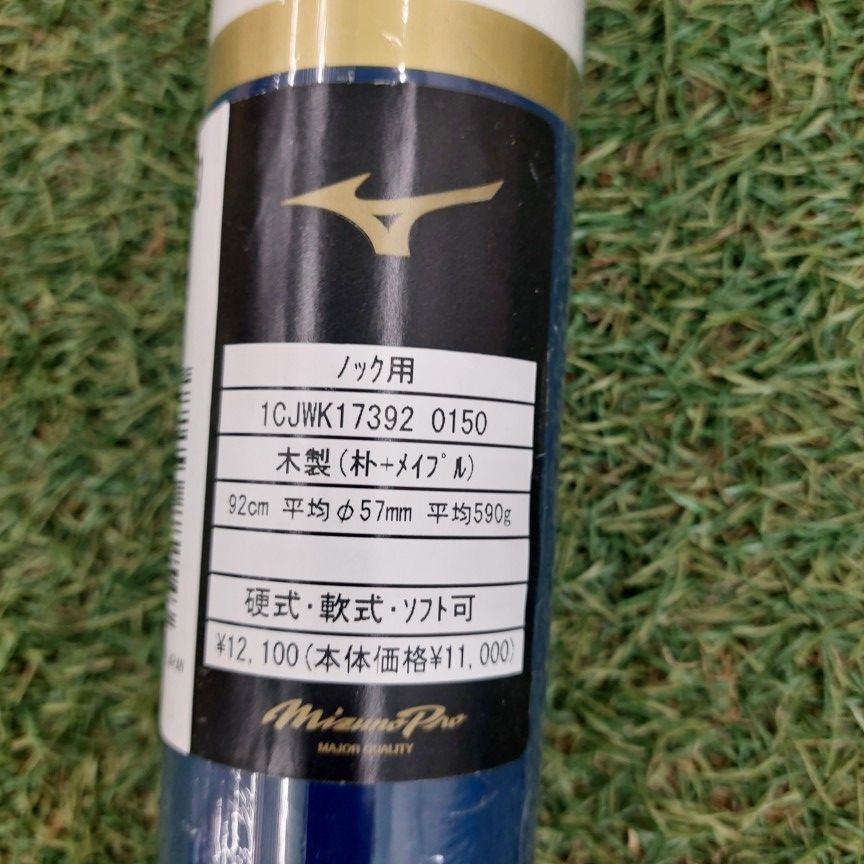 ノック用
1CJWK17392 0150
木製(朴+メイプル)
92cm 平均φ57mm 平均590g
硬式・軟式・ソフト可
¥12,100(本体価格¥11,000)
MizunoPro
MAJOR QUALITY